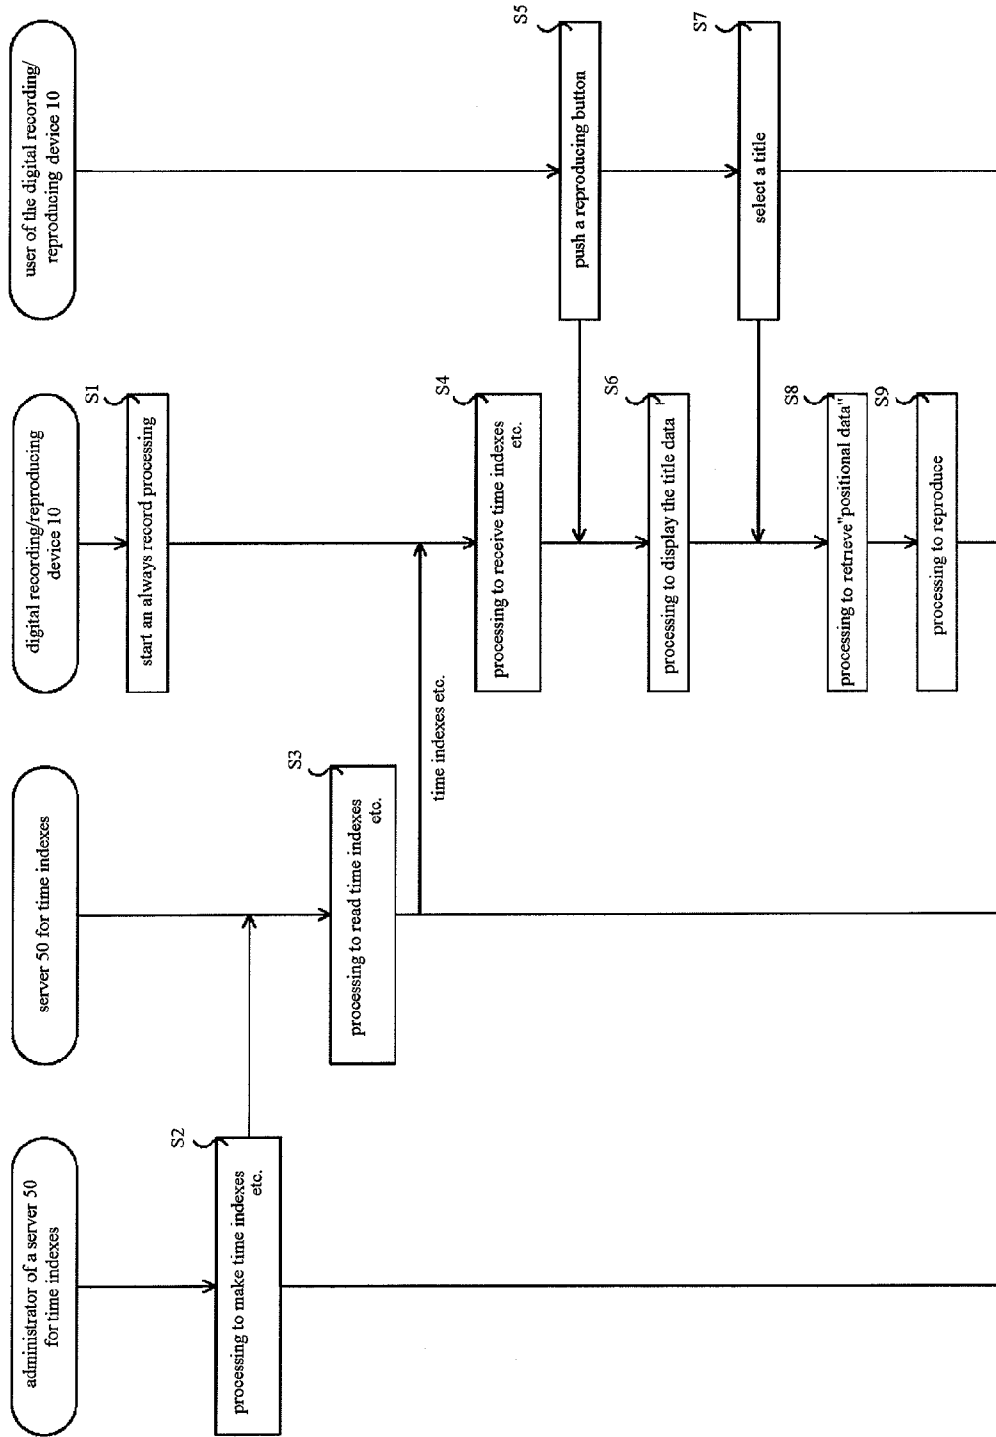 administrator of a server 50
for time indexes
server 50 for time indexes
digital recording/reproducing
device 10
user of the digital recording/
reproducing device 10
S1
start an always record processing
S2
processing to make time indexes
etc.
S3
processing to read time indexes
etc.
time indexes etc.
S4
processing to receive time indexes
etc.
S5
push a reproducing button
S6
processing to display the title data
S7
select a title
S8
processing to retrieve "positional data"
S9
processing to reproduce